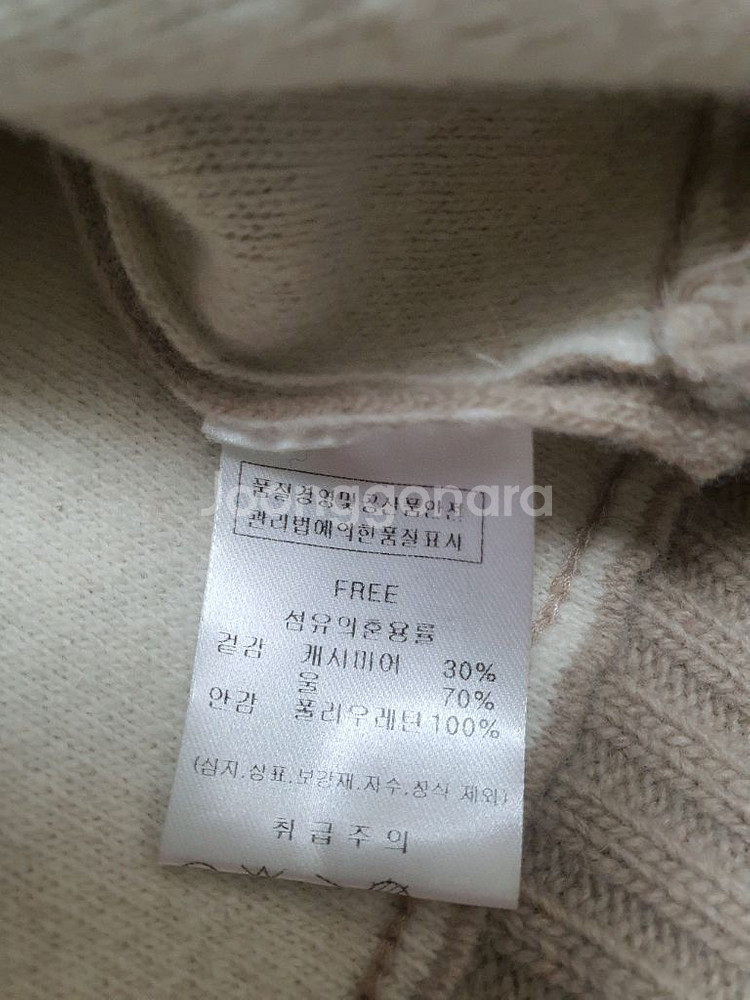 Joonggonara
품질경영및공산품안전
관리법에의한품질표시
FREE
섬유의혼용률
겉감 캐시미어 30%
울 70%
안감 폴리우레탄 100%
(심지,상표,보강재,자수,장식 제외)
취급주의